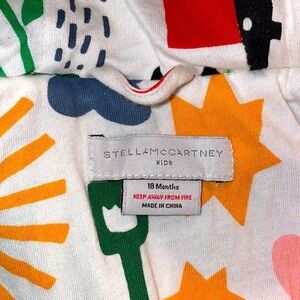 STELLAMcCARTNEY
KIDS
18 Months
KEEP AWAY FROM FIRE
MADE IN CHINA